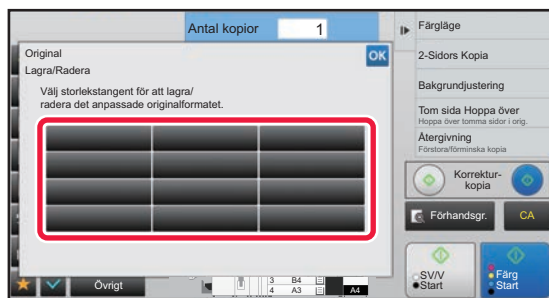 Antal kopior 1
Original
OK
Lagra/Radera
Välj storlekstangent för att lagra/
radera det anpassade originalformatet.
Övrigt
3 B4
4 A3
A4
Färgläge
2-Sidors Kopia
Bakgrundjustering
Tom sida Hoppa över
Hoppa över tomma sidor i orig.
Återgivning
Förstora/förminska kopia
Korrektur-
kopia
Förhandsgr.
CA
SV/V
Start
Färg
Start